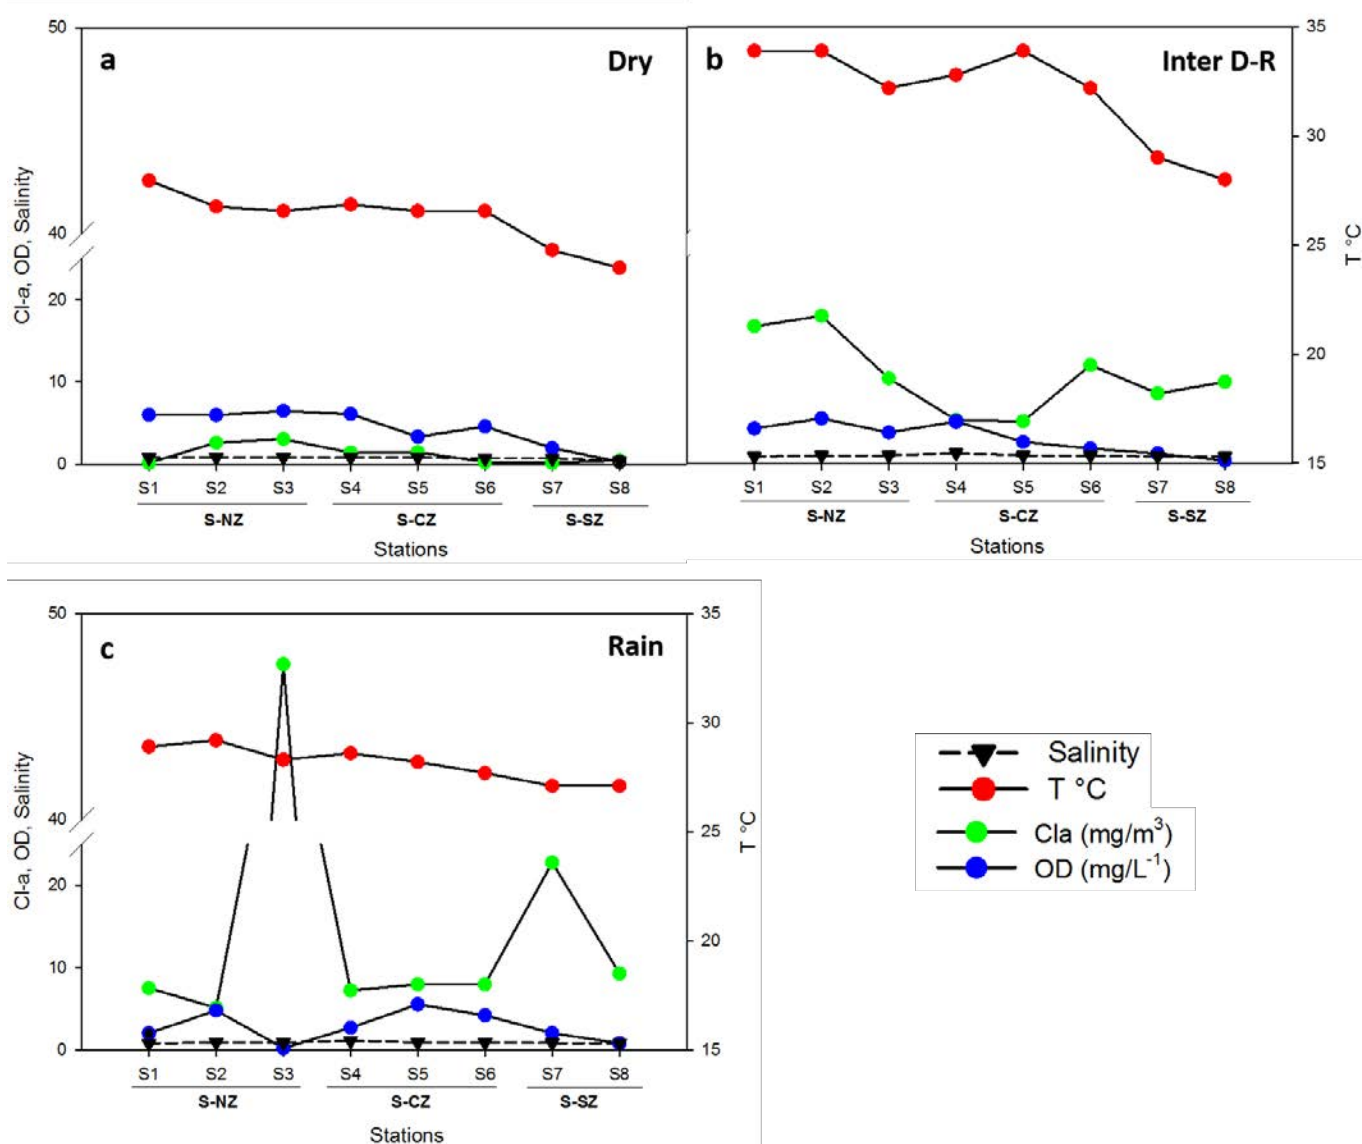 a
Dry
50
40
20
10
0
Cl-a, OD, Salinity
S1 S2 S3 S4 S5 S6 S7 S8
S-NZ S-CZ S-SZ
Stations
b
Inter D-R
35
30
25
20
15
T °C
S1 S2 S3 S4 S5 S6 S7 S8
S-NZ S-CZ S-SZ
Stations
c
Rain
50
40
20
10
0
Cl-a, OD, Salinity
35
30
25
20
15
T °C
S1 S2 S3 S4 S5 S6 S7 S8
S-NZ S-CZ S-SZ
Stations
Salinity
T °C
Cla (mg/m³)
OD (mg/L⁻¹)